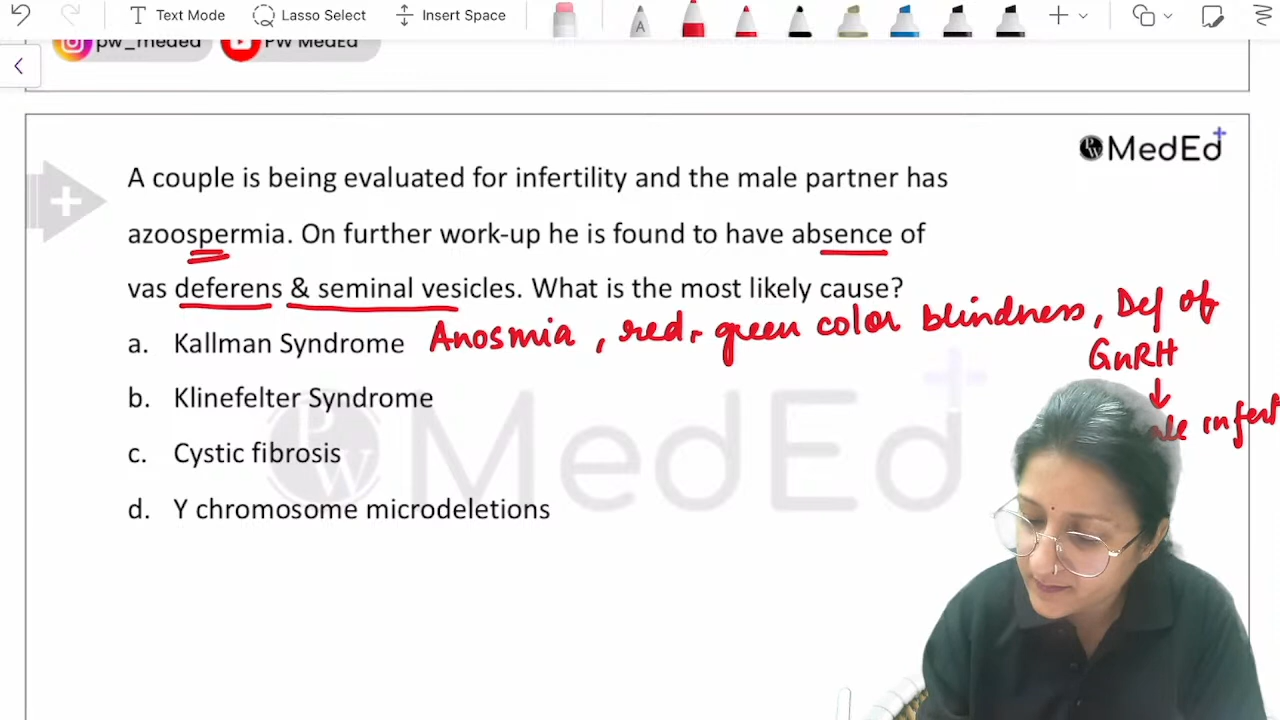 Text Mode Lasso Select Insert Space
A
pw_meded PW MedEd
PW MedEd
A couple is being evaluated for infertility and the male partner has
azoospermia. On further work-up he is found to have absence of
vas deferens & seminal vesicles. What is the most likely cause?
a. Kallman Syndrome Anosmia, red-green color blindness, Def of
GnRH
b. Klinefelter Syndrome
c. Cystic fibrosis
d. Y chromosome microdeletions
PW MedEd